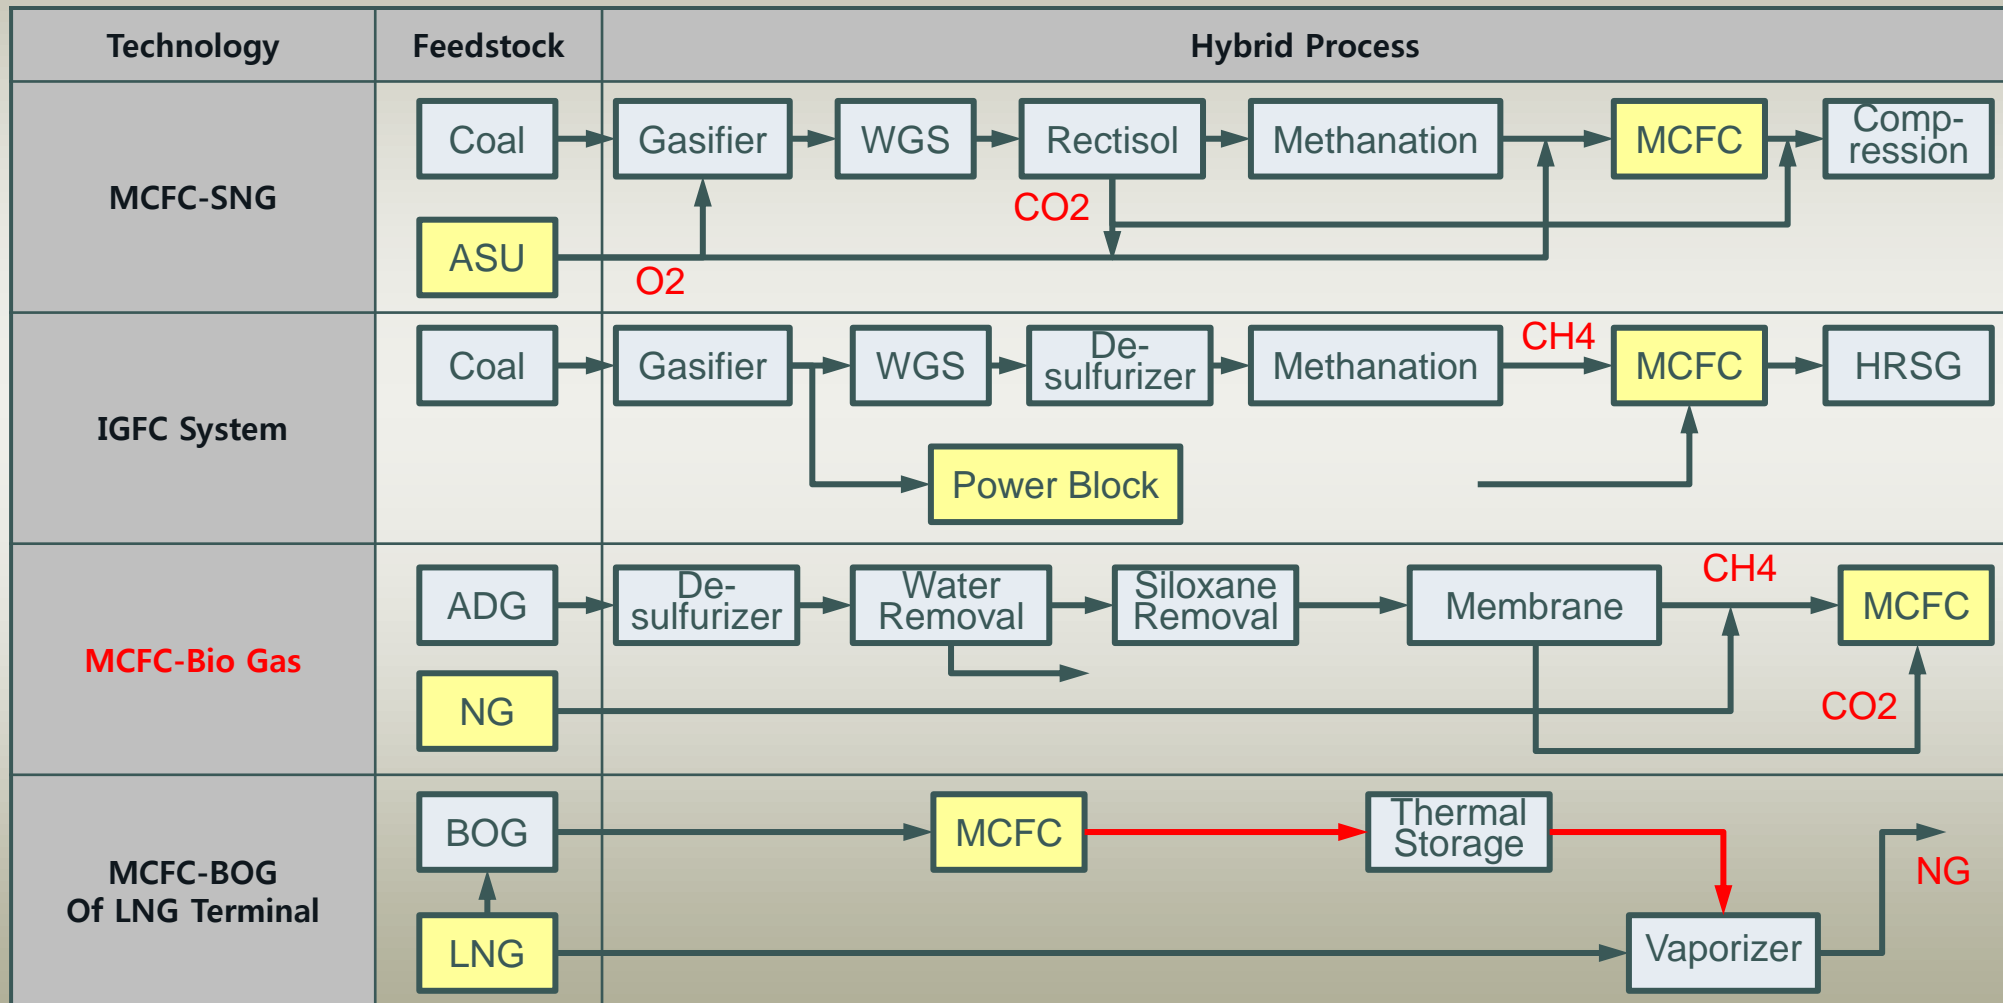 Technology
Feedstock
Hybrid Process
MCFC-SNG
Coal
Gasifier
WGS
Rectisol
Methanation
MCFC
Comp-
ression
CO2
ASU
O2
IGFC System
Coal
Gasifier
WGS
De-
sulfurizer
Methanation
CH4
MCFC
HRSG
Power Block
MCFC-Bio Gas
ADG
De-
sulfurizer
Water
Removal
Siloxane
Removal
Membrane
CH4
MCFC
NG
CO2
MCFC-BOG
Of LNG Terminal
BOG
MCFC
Thermal
Storage
NG
LNG
Vaporizer